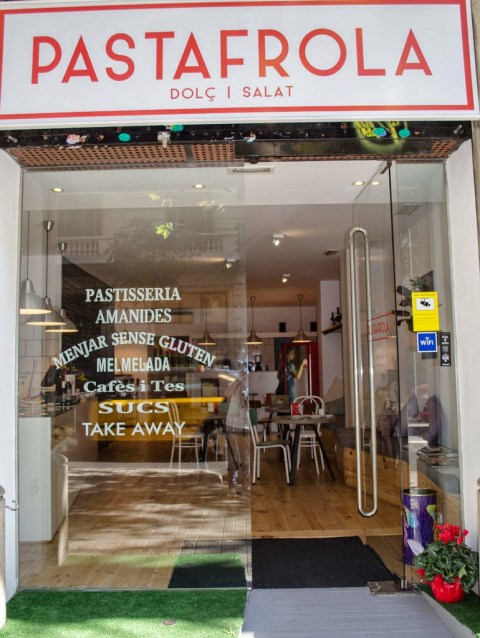 PASTAFROLA
DOLÇ | SALAT
PASTISSERIA
AMANIDES
MENJAR SENSE GLUTEN
MELMELADA
Cafès i Tes
SUCS
TAKE AWAY
WiFi